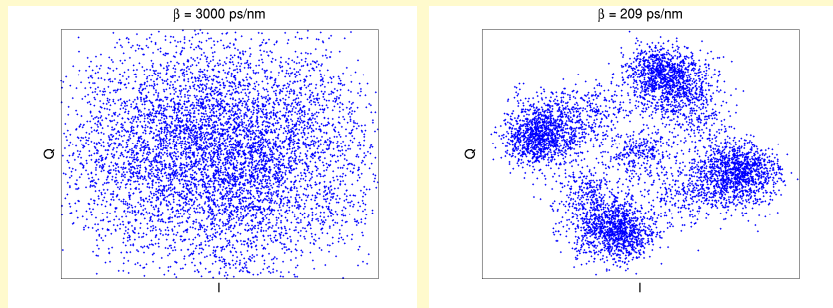 β = 3000 ps/nm
Q
I
β = 209 ps/nm
Q
I